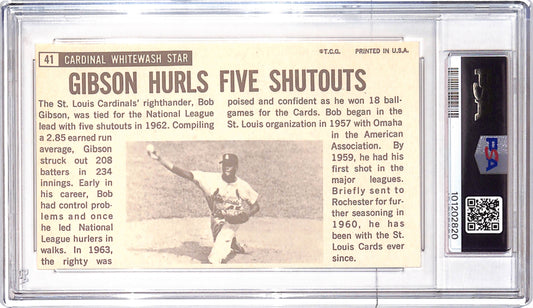 41 CARDINAL WHITEWASH STAR
©T.C.G. PRINTED IN U.S.A.
GIBSON HURLS FIVE SHUTOUTS
The St. Louis Cardinals' righthander, Bob
Gibson, was tied for the National League
lead with five shutouts in 1962. Compiling
a 2.85 earned run
average, Gibson
struck out 208
batters in 234
innings. Early in
his career, Bob
had control prob-
lems and once
he led National
League hurlers in
walks. In 1963,
the righty was
poised and confident as he won 18 ball-
games for the Cards. Bob began in the
St. Louis organization in 1957 with Omaha
in the American
Association. By
1959, he had his
first shot in the
major leagues.
Briefly sent to
Rochester for fur-
ther seasoning in
1960, he has
been with the
St. Louis Cards ever
since.
PSA
101202820